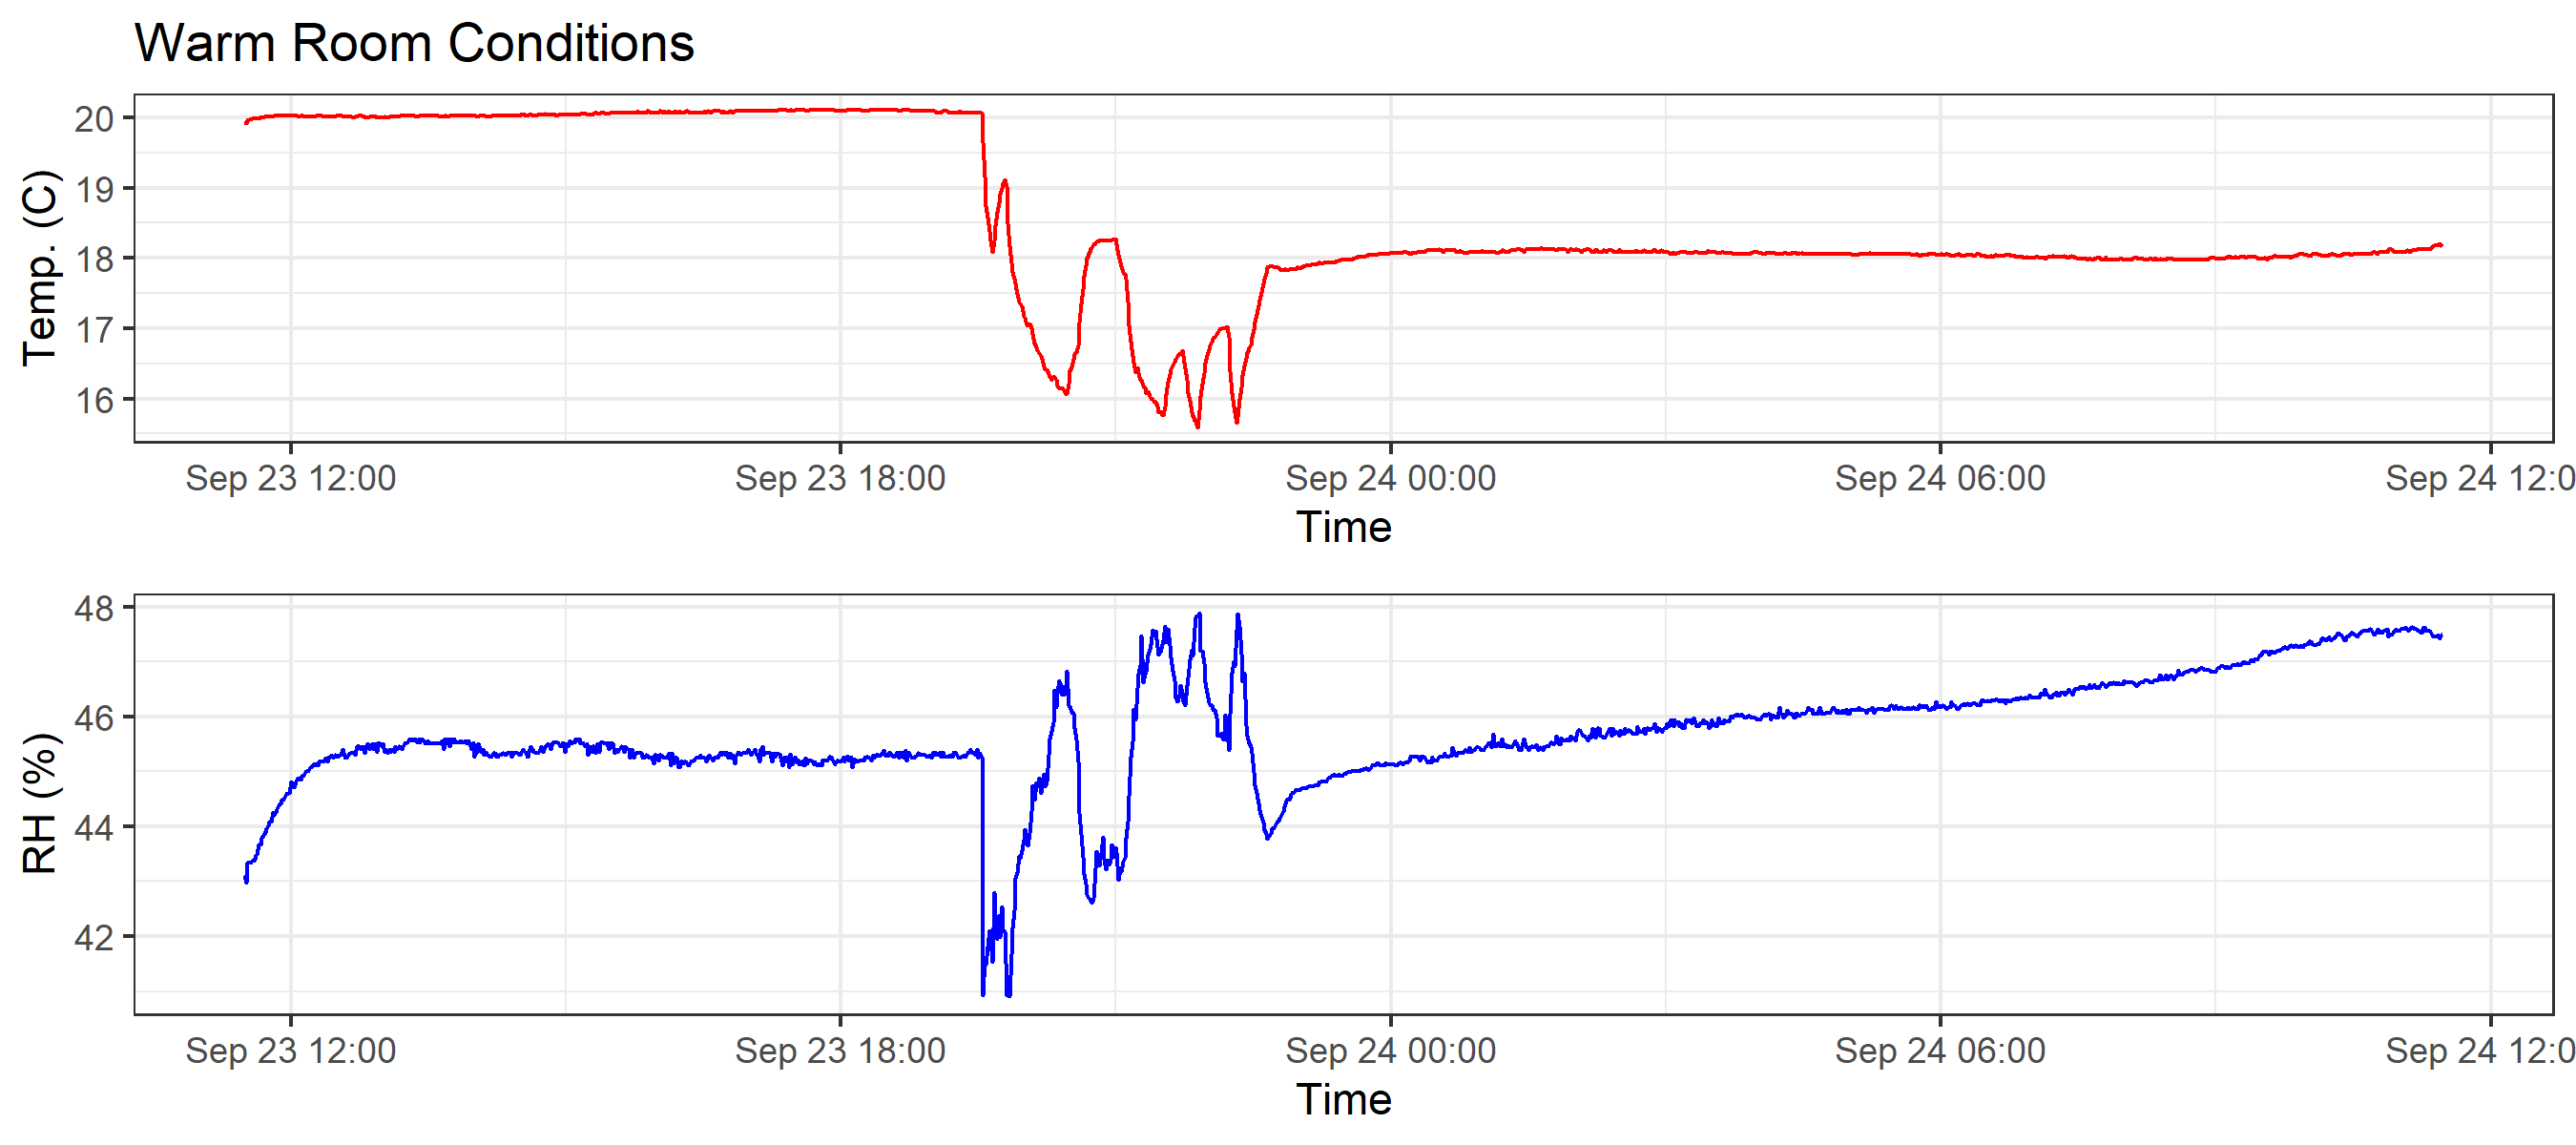 Warm Room Conditions
Temp. (C)
20
19
18
17
16
Sep 23 12:00 Sep 23 18:00 Sep 24 00:00 Sep 24 06:00 Sep 24 12:0
Time
RH (%)
48
46
44
42
Sep 23 12:00 Sep 23 18:00 Sep 24 00:00 Sep 24 06:00 Sep 24 12:0
Time